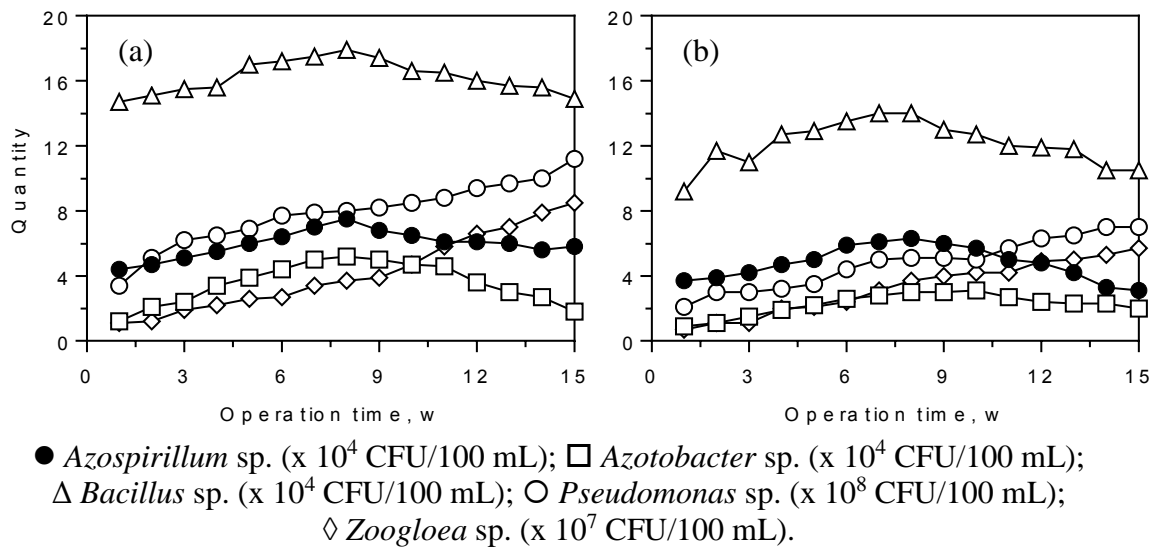 20
(a)
16
12
8
4
0
Quantity
0 3 6 9 12 15
Operation time, w
20
(b)
16
12
8
4
0
0 3 6 9 12 15
Operation time, w
● Azospirillum sp. (x 10⁴ CFU/100 mL); □ Azotobacter sp. (x 10⁴ CFU/100 mL);
Δ Bacillus sp. (x 10⁴ CFU/100 mL); ○ Pseudomonas sp. (x 10⁸ CFU/100 mL);
◊ Zoogloea sp. (x 10⁷ CFU/100 mL).